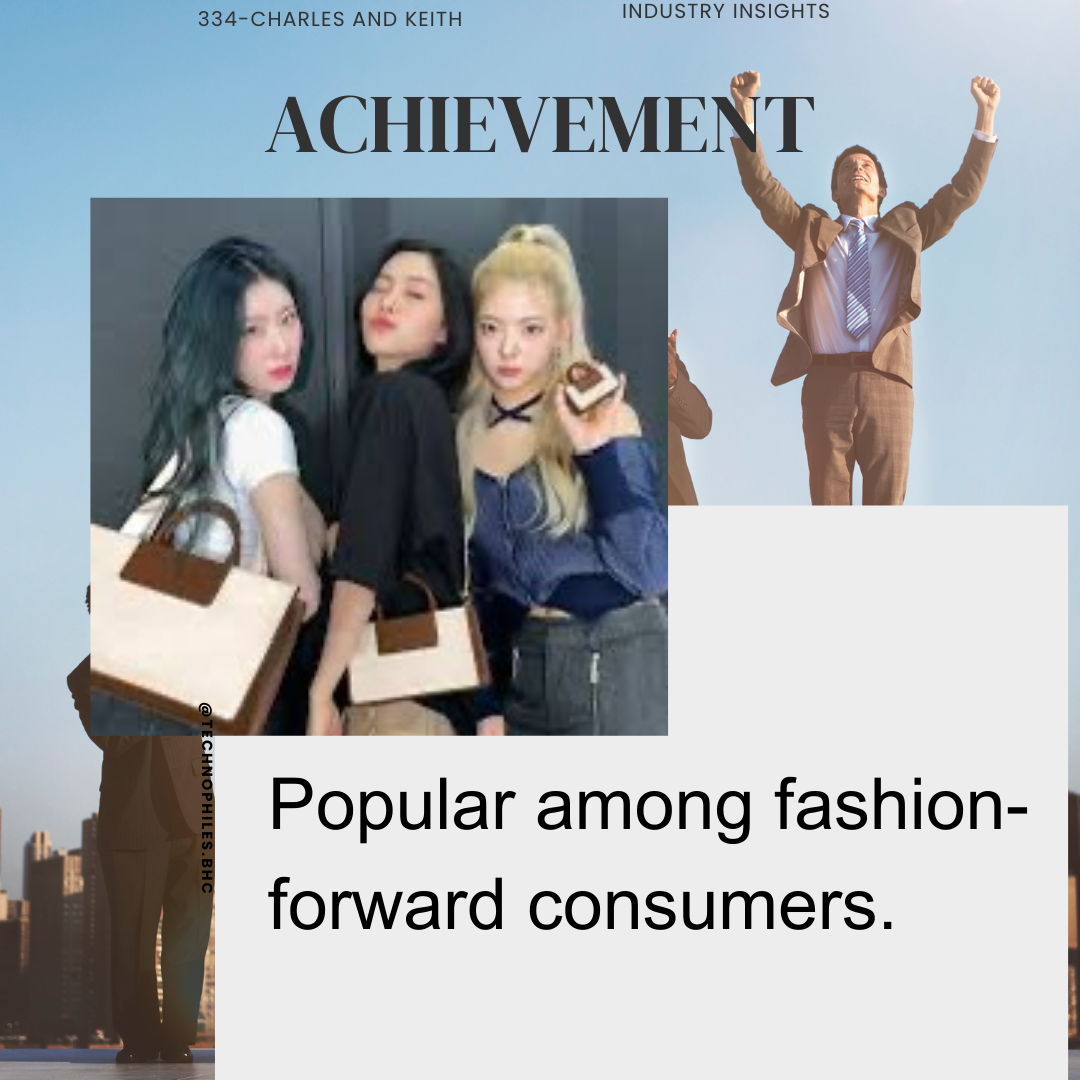 334-CHARLES AND KEITH
INDUSTRY INSIGHTS
ACHIEVEMENT
@TECHNOPHILES.BHC
Popular among fashion-
forward consumers.